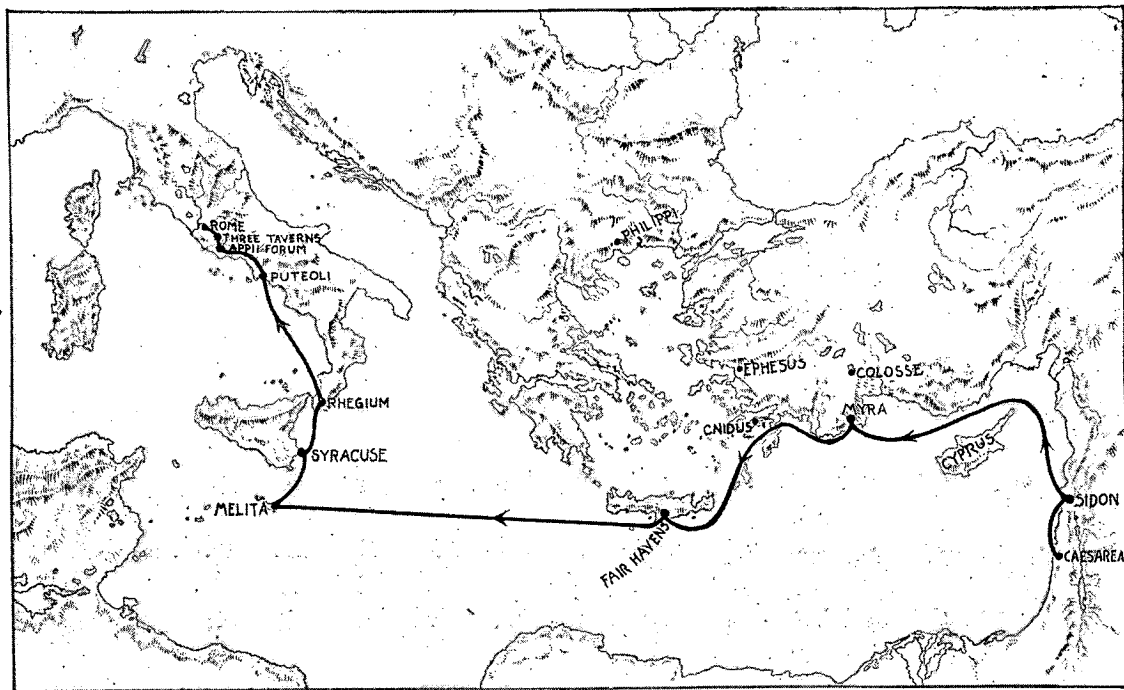 ROME
THREE TAVERNS
APPII FORUM
PUTEOLI
PHILIPPI
EPHESUS
COLOSSE
RHEGIUM
MYRA
CNIDUS
SYRACUSE
CYPRUS
MELITA
SIDON
FAIR HAVENS
CAESAREA